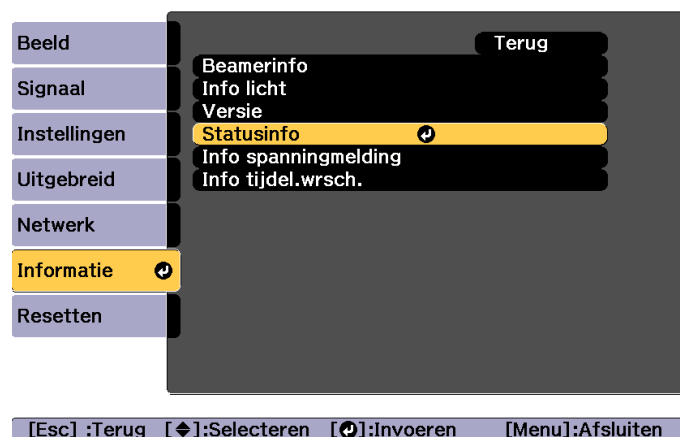 Beeld
Signaal
Instellingen
Uitgebreid
Netwerk
Informatie
Resetten
Terug
Beamerinfo
Info licht
Versie
Statusinfo
Info spanningmelding
Info tijdel.wrsch.
[Esc] :Terug [◆]:Selecteren [↵]:Invoeren [Menu]:Afsluiten